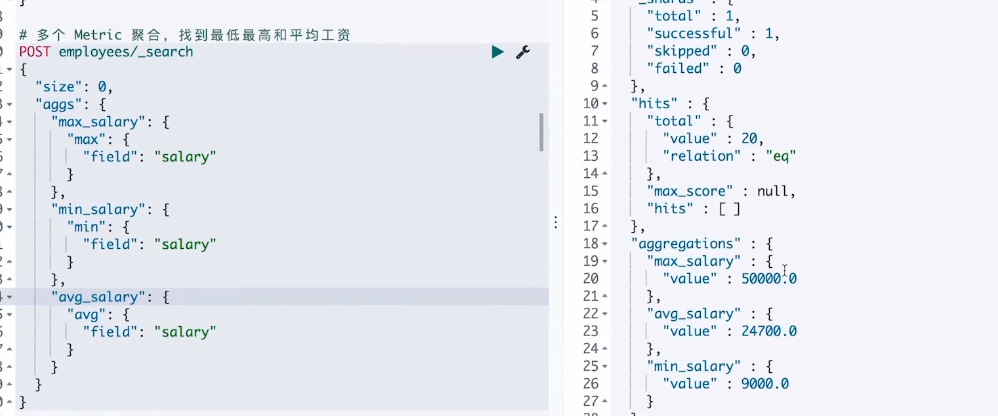 }
# 多个 Metric 聚合，找到最低最高和平均工资
POST employees/_search
{
"size": 0,
"aggs": {
"max_salary": {
"max": {
"field": "salary"
}
},
"min_salary": {
"min": {
"field": "salary"
}
},
"avg_salary": {
"avg": {
"field": "salary"
}
}
}
}
"_shards" : {
5 "total" : 1,
6 "successful" : 1,
7 "skipped" : 0,
8 "failed" : 0
9 },
10 "hits" : {
11 "total" : {
12 "value" : 20,
13 "relation" : "eq"
14 },
15 "max_score" : null,
16 "hits" : [ ]
17 },
18 "aggregations" : {
19 "max_salary" : {
20 "value" : 50000.0
21 },
22 "avg_salary" : {
23 "value" : 24700.0
24 },
25 "min_salary" : {
26 "value" : 9000.0
27 }